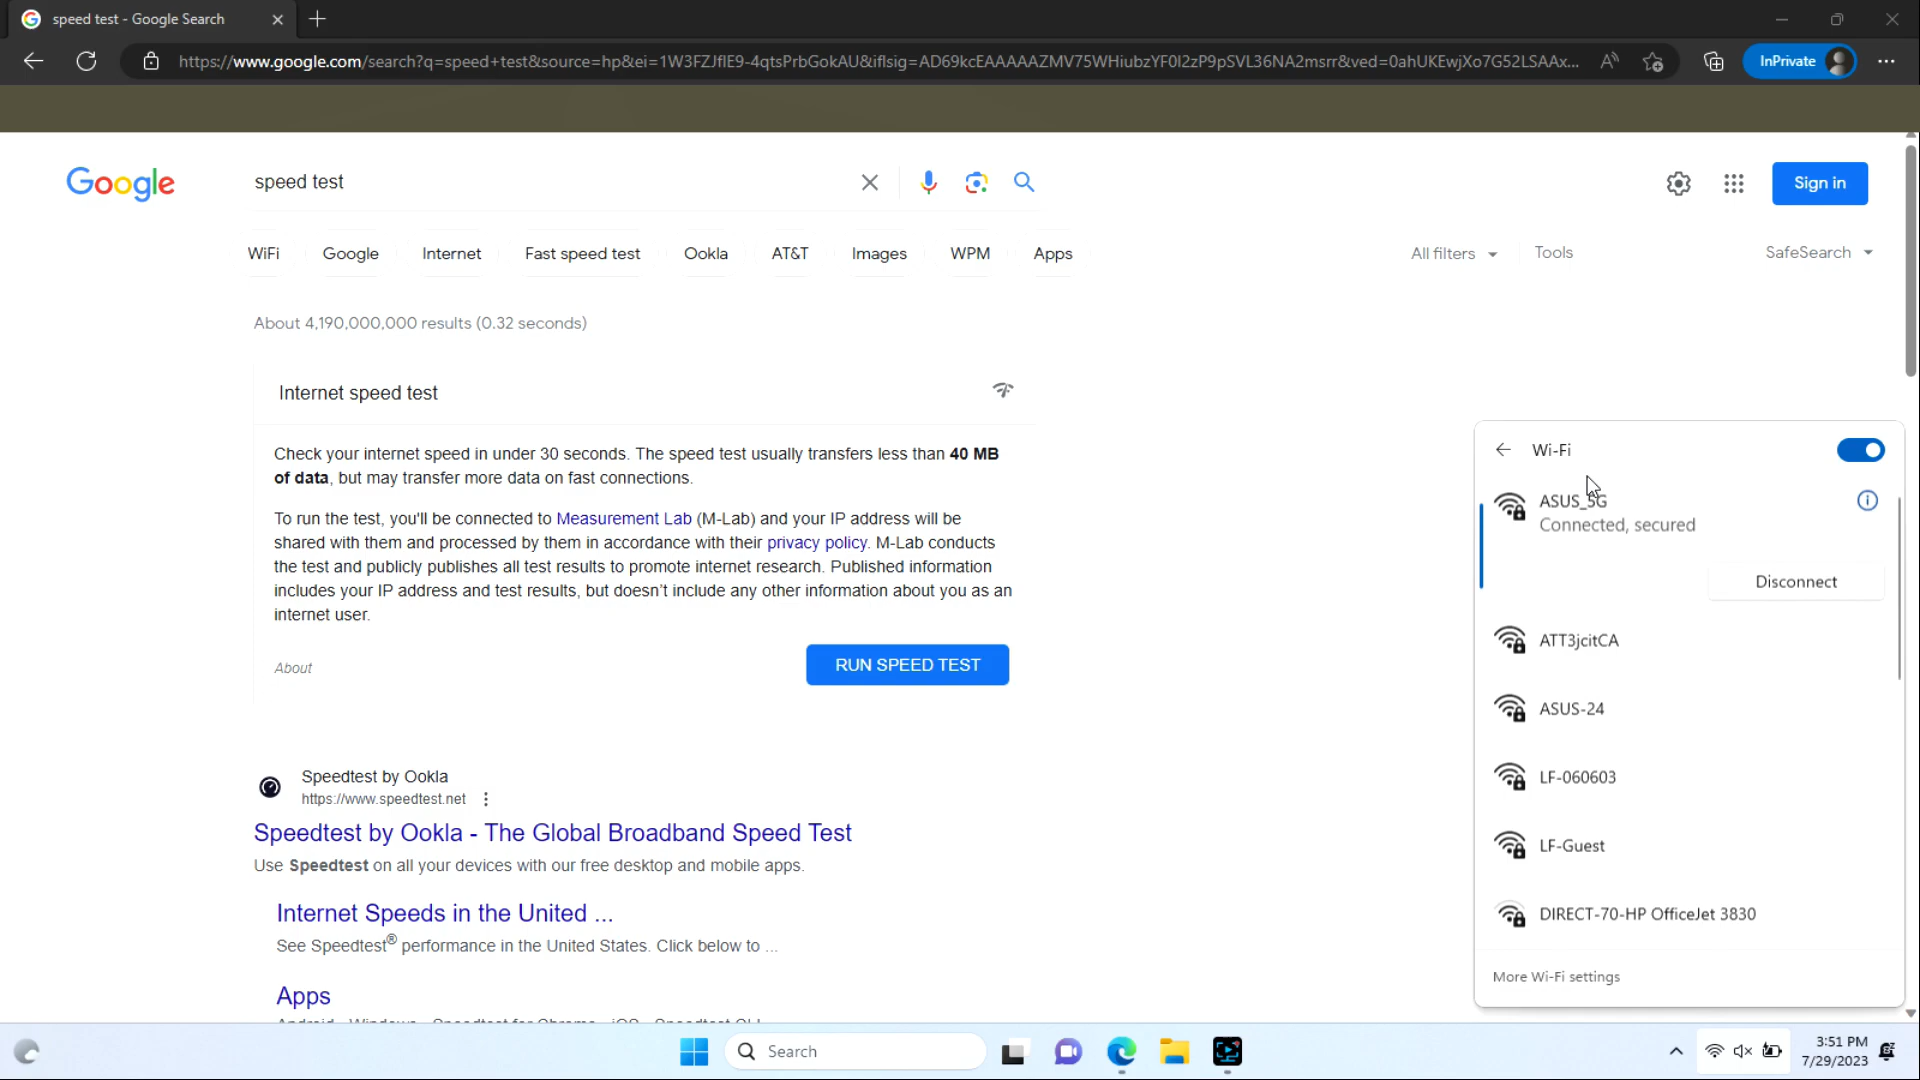 speed test - Google Search
https://www.google.com/search?q=speed+test&source=hp&ei=1W3FZJflE9-4qtsPrbGokAU&iflsig=AD69kcEAAAAAZMV75WHiubzYF0I2zP9pSVL36NA2msrr&ved=0ahUKEwjXo7G52LSAAx...
InPrivate
Google
speed test
Sign in
WiFi
Google
Internet
Fast speed test
Ookla
AT&T
Images
WPM
Apps
All filters
Tools
SafeSearch
About 4,190,000,000 results (0.32 seconds)
Internet speed test
Check your internet speed in under 30 seconds. The speed test usually transfers less than 40 MB
of data, but may transfer more data on fast connections.
To run the test, you'll be connected to Measurement Lab (M-Lab) and your IP address will be
shared with them and processed by them in accordance with their privacy policy. M-Lab conducts
the test and publicly publishes all test results to promote internet research. Published information
includes your IP address and test results, but doesn't include any other information about you as an
internet user.
About
RUN SPEED TEST
Speedtest by Ookla
https://www.speedtest.net
Speedtest by Ookla - The Global Broadband Speed Test
Use Speedtest on all your devices with our free desktop and mobile apps.
Internet Speeds in the United ...
See Speedtest® performance in the United States. Click below to ...
Apps
Wi-Fi
ASUS_5G
Connected, secured
Disconnect
ATT3jcitCA
ASUS-24
LF-060603
LF-Guest
DIRECT-70-HP OfficeJet 3830
More Wi-Fi settings
Search
3:51 PM
7/29/2023